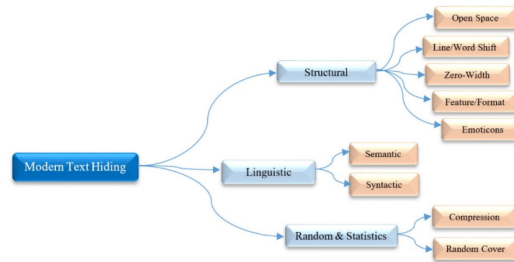 Modern Text Hiding
Structural
Open Space
Line/Word Shift
Zero-Width
Feature/Format
Emoticons
Linguistic
Semantic
Syntactic
Random & Statistics
Compression
Random Cover